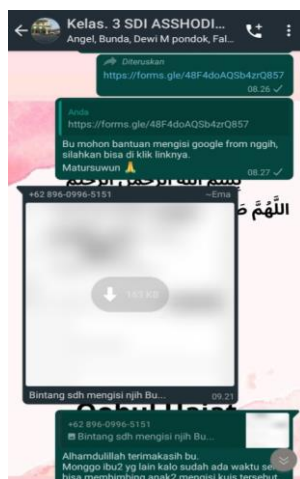 Kelas. 3 SDI ASSHODI...
Angel, Bunda, Dewi M pondok, Fal...
Diteruskan
https://forms.gle/48F4doAQSb4zrQ857
08.26
Anda
https://forms.gle/48F4doAQSb4zrQ857
Bu mohon bantuan mengisi google from nggih,
silahkan bisa di klik linknya.
Matursuwun 🙏
08.27
اللَّهُمَّ
+62 896-0996-5151
~Erna
Bintang sdh mengisi njih Bu...
09.21
+62 896-0996-5151
Bintang sdh mengisi njih Bu...
Alhamdulillah terimakasih bu.
Monggo ibu2 yg lain kalo sudah ada waktu
bisa membimbing anak2 mengisi kuis tersebut